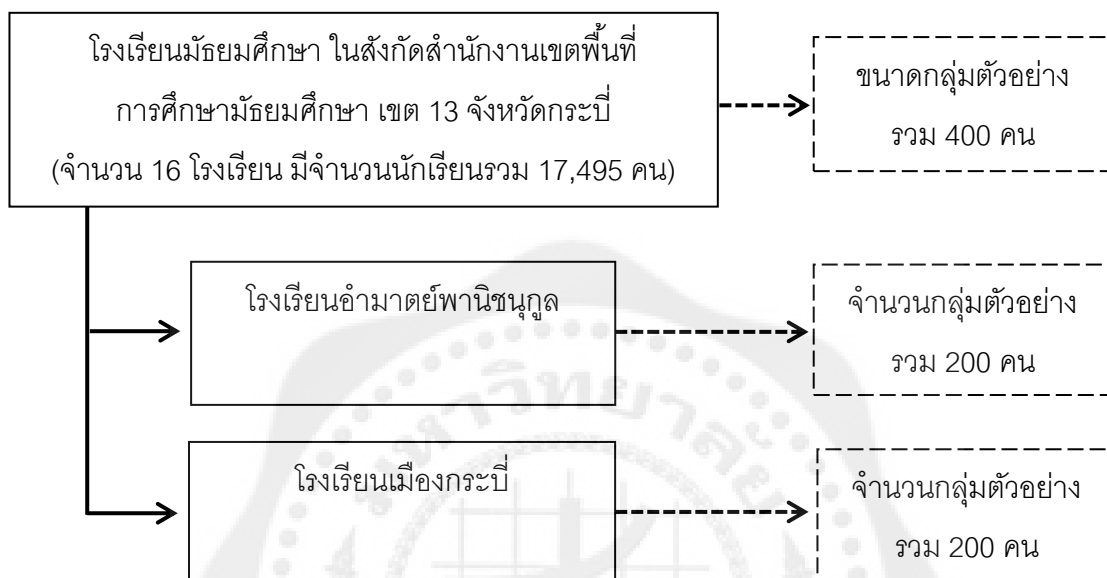 โรงเรียนมัธยมศึกษา ในสังกัดสำนักงานเขตพื้นที่
การศึกษามัธยมศึกษา เขต 13 จังหวัดกระบี่
(จำนวน 16 โรงเรียน มีจำนวนนักเรียนรวม 17,495 คน)
ขนาดกลุ่มตัวอย่าง
รวม 400 คน
โรงเรียนอำมาตย์พานิชนุกูล
จำนวนกลุ่มตัวอย่าง
รวม 200 คน
โรงเรียนเมืองกระบี่
จำนวนกลุ่มตัวอย่าง
รวม 200 คน